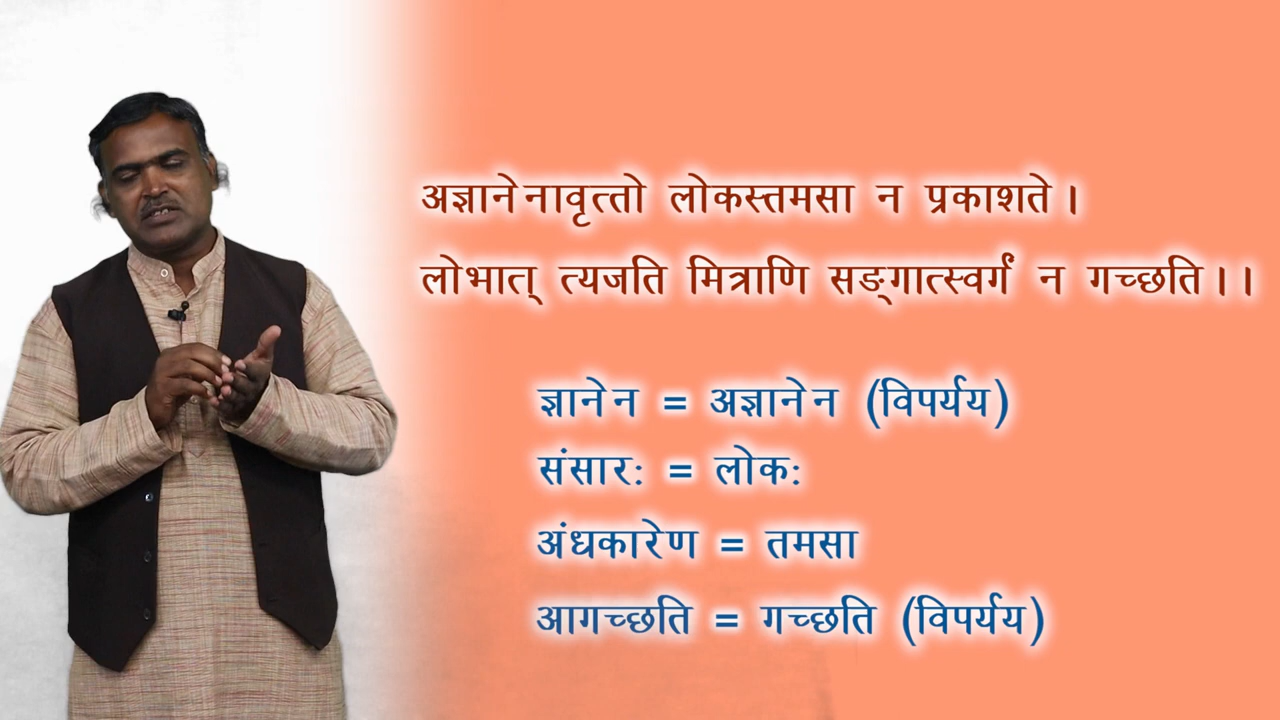 अज्ञानेनावृत्तो लोकस्तमसा न प्रकाशते।
लोभात् त्यजति मित्राणि सङ्गात्स्वर्गं न गच्छति।।
ज्ञानेन = अज्ञानेन (विपर्यय)
संसारः = लोकः
अंधकारेण = तमसा
आगच्छति = गच्छति (विपर्यय)